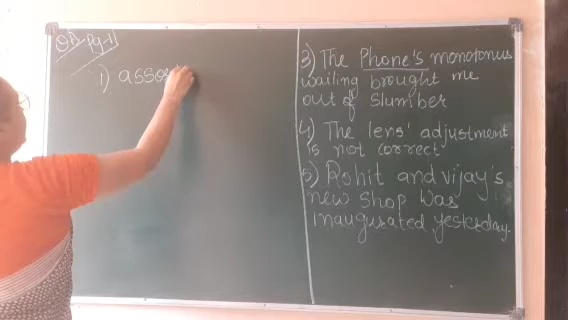 1)
3) The Phone's monotonus
wailing brought me
out of slumber
4) The lens' adjustment
is not correct
5) Rohit and vijay's
new shop was
inaugurated yesterday.